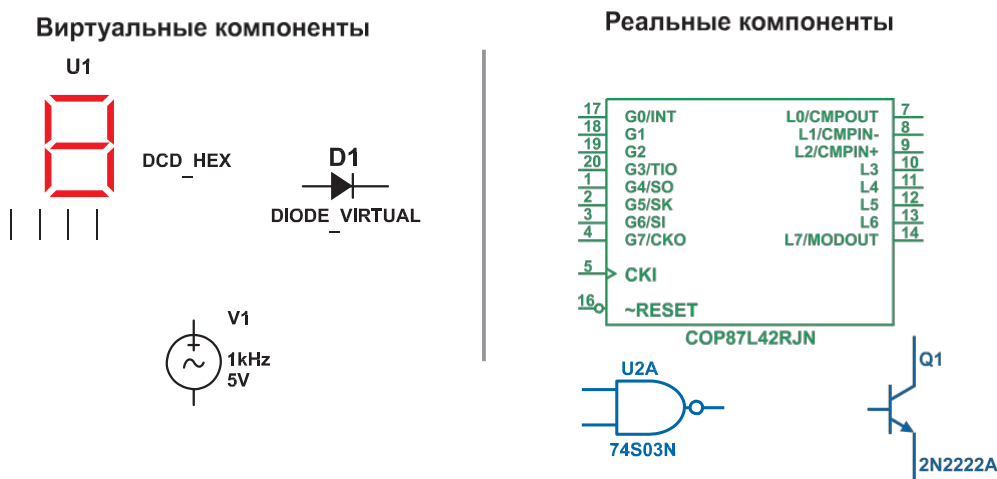 Виртуальные компоненты
U1
DCD_HEX
D1
DIODE_VIRTUAL
V1
1kHz
5V
Реальные компоненты
17 G0/INT L0/CMPOUT 7
18 G1 L1/CMPIN- 8
19 G2 L2/CMPIN+ 9
20 G3/TIO L3 10
1 G4/SO L4 11
2 G5/SK L5 12
3 G6/SI L6 13
4 G7/CKO L7/MODOUT 14
5 CKI
16 ~RESET
COP87L42RJN
U2A
74S03N
Q1
2N2222A